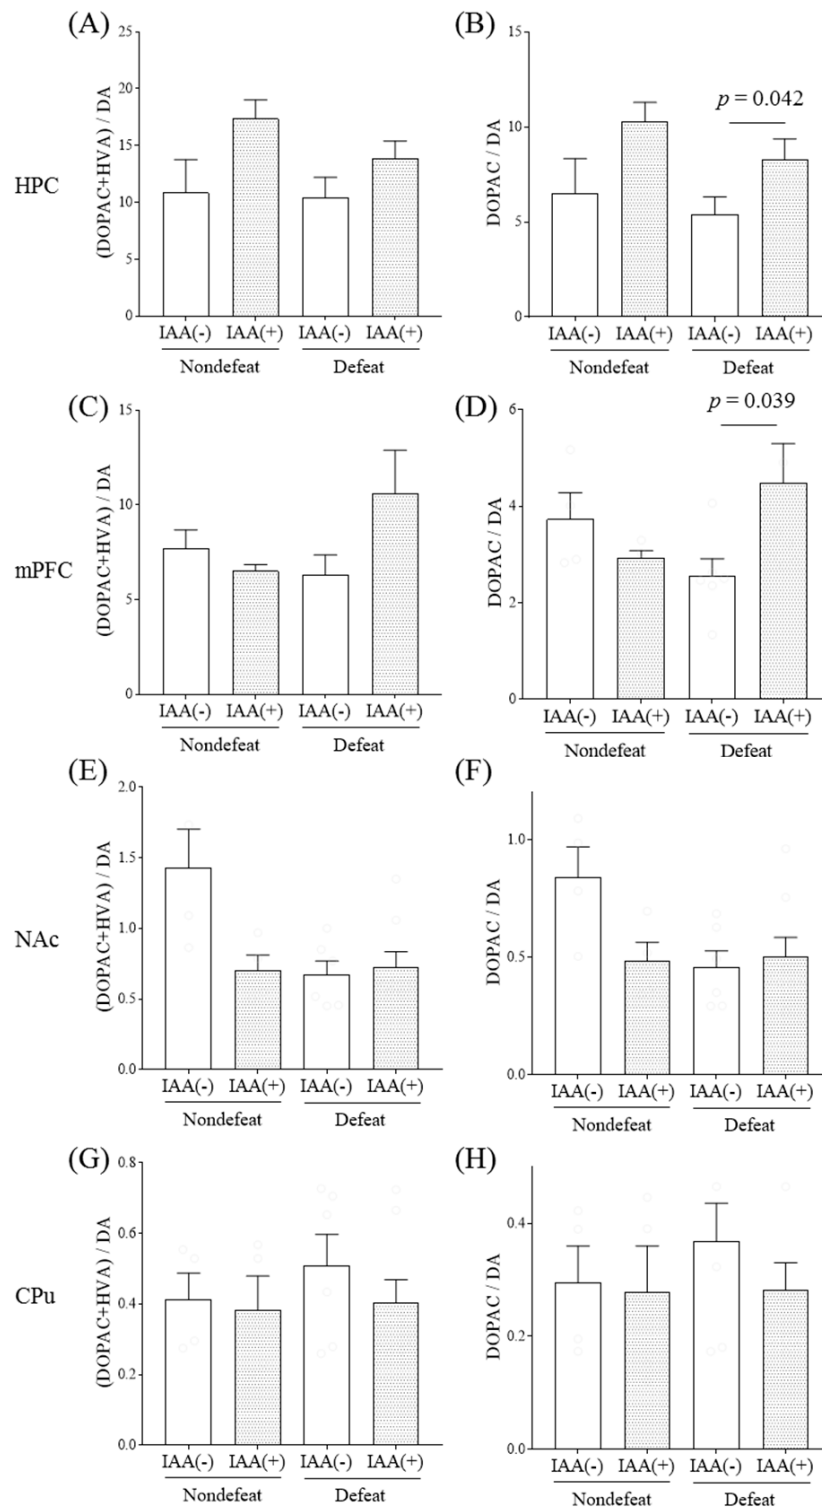 (A)
25
20
15
10
5
0
(DOPAC+HVA) / DA
HPC
IAA(-) IAA(+) IAA(-) IAA(+)
Nondefeat Defeat
(B)
15
10
5
0
DOPAC / DA
p = 0.042
IAA(-) IAA(+) IAA(-) IAA(+)
Nondefeat Defeat
(C)
15
10
5
0
(DOPAC+HVA) / DA
mPFC
IAA(-) IAA(+) IAA(-) IAA(+)
Nondefeat Defeat
(D)
6
4
2
0
DOPAC / DA
p = 0.039
IAA(-) IAA(+) IAA(-) IAA(+)
Nondefeat Defeat
(E)
2.0
1.5
1.0
0.5
0.0
(DOPAC+HVA) / DA
NAc
IAA(-) IAA(+) IAA(-) IAA(+)
Nondefeat Defeat
(F)
1.0
0.5
0.0
DOPAC / DA
IAA(-) IAA(+) IAA(-) IAA(+)
Nondefeat Defeat
(G)
0.8
0.6
0.4
0.2
0.0
(DOPAC+HVA) / DA
CPu
IAA(-) IAA(+) IAA(-) IAA(+)
Nondefeat Defeat
(H)
0.4
0.2
0.0
DOPAC / DA
IAA(-) IAA(+) IAA(-) IAA(+)
Nondefeat Defeat